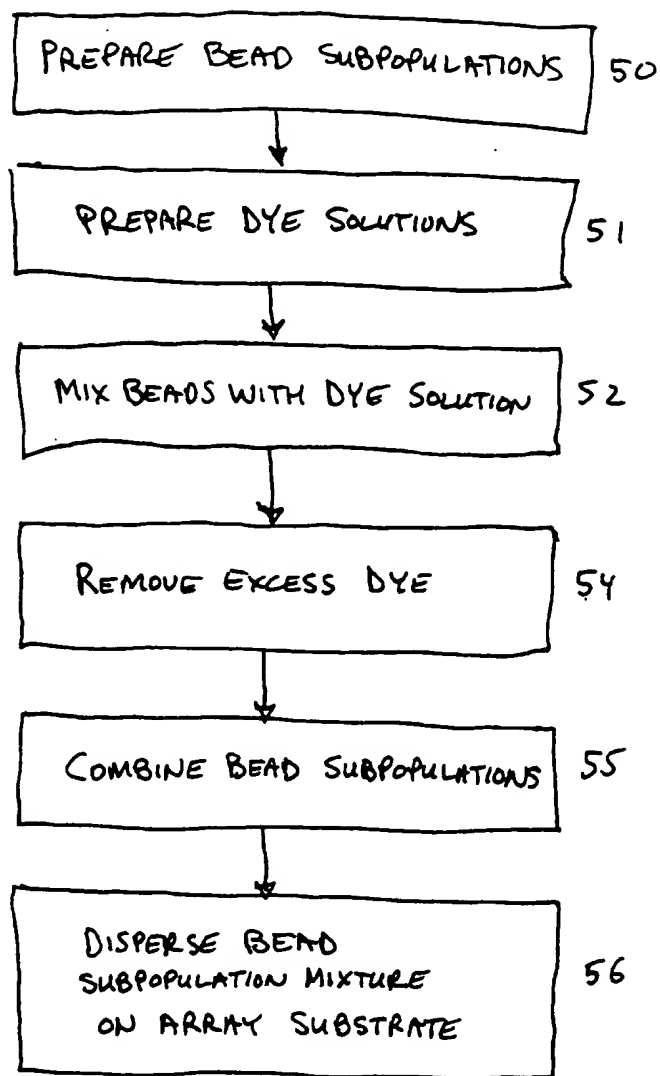 PREPARE BEAD SUBPOPULATIONS 50
PREPARE DYE SOLUTIONS 51
MIX BEADS WITH DYE SOLUTION 52
REMOVE EXCESS DYE 54
COMBINE BEAD SUBPOPULATIONS 55
DISPERSE BEAD
SUBPOPULATION MIXTURE 56
ON ARRAY SUBSTRATE